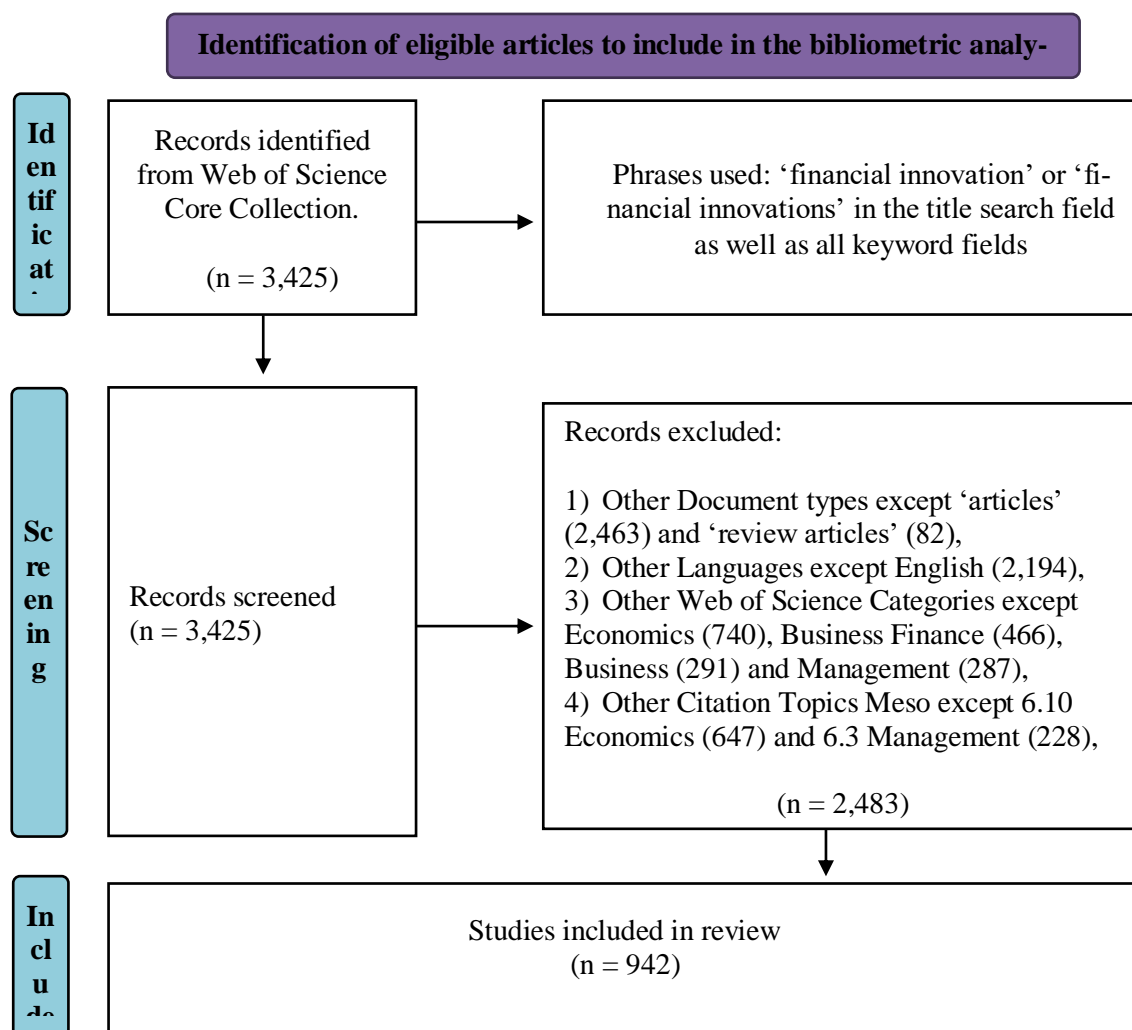 Identification of eligible articles to include in the bibliometric analy-
Id
en
tif
ic
at
Records identified
from Web of Science
Core Collection.
(n = 3,425)
Phrases used: ‘financial innovation’ or ‘fi-
nancial innovations’ in the title search field
as well as all keyword fields
Sc
re
en
in
g
Records screened
(n = 3,425)
Records excluded:
1) Other Document types except ‘articles’
(2,463) and ‘review articles’ (82),
2) Other Languages except English (2,194),
3) Other Web of Science Categories except
Economics (740), Business Finance (466),
Business (291) and Management (287),
4) Other Citation Topics Meso except 6.10
Economics (647) and 6.3 Management (228),
(n = 2,483)
In
cl
u
de
Studies included in review
(n = 942)